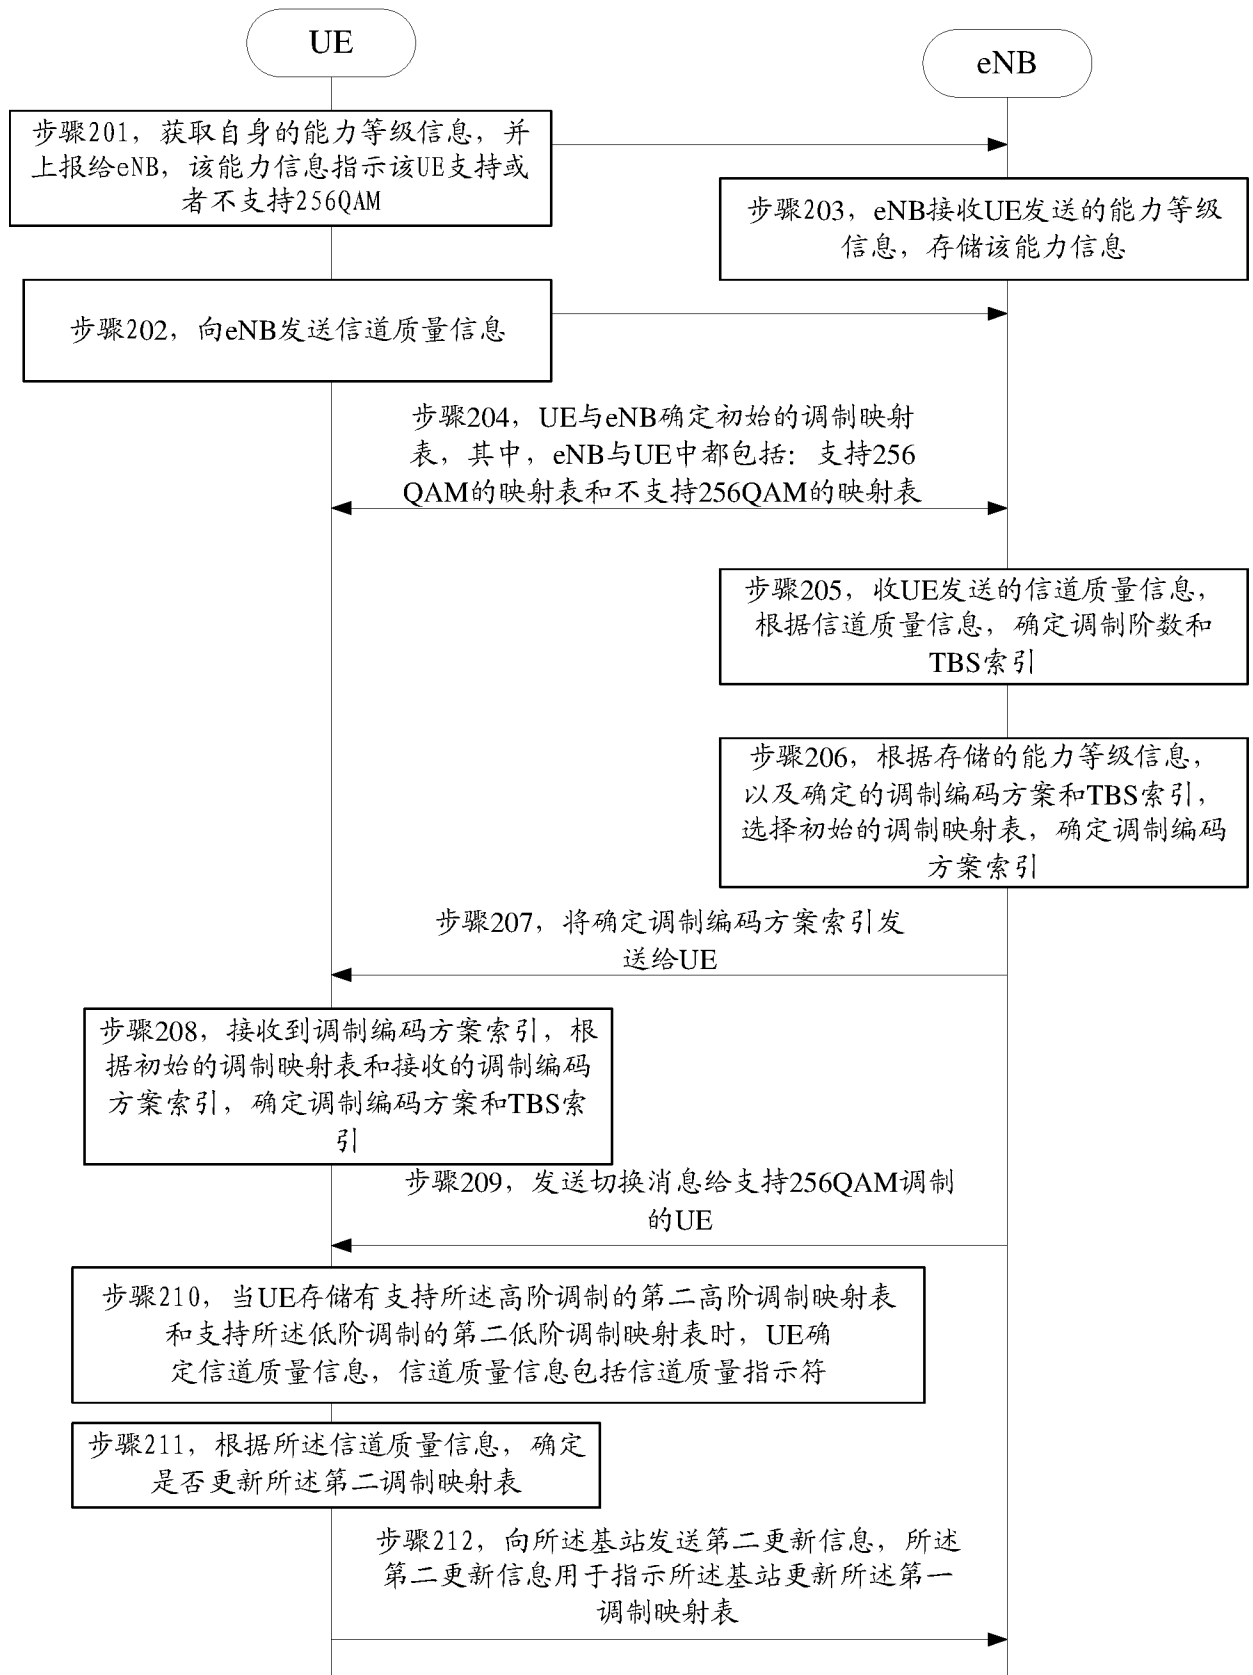 UE
eNB
步骤201，获取自身的能力等级信息，并
上报给eNB，该能力信息指示该UE支持或
者不支持256QAM
步骤203，eNB接收UE发送的能力等级
信息，存储该能力信息
步骤202，向eNB发送信道质量信息
步骤204，UE与eNB确定初始的调制映射
表，其中，eNB与UE中都包括：支持256
QAM的映射表和不支持256QAM的映射表
步骤205，收UE发送的信道质量信息，
根据信道质量信息，确定调制阶数和
TBS索引
步骤206，根据存储的能力等级信息，
以及确定的调制编码方案和TBS索引，
选择初始的调制映射表，确定调制编码
方案索引
步骤207，将确定调制编码方案索引发
送给UE
步骤208，接收到调制编码方案索引，根
据初始的调制映射表和接收的调制编码
方案索引，确定调制编码方案和TBS索
引
步骤209，发送切换消息给支持256QAM调制
的UE
步骤210，当UE存储有支持所述高阶调制的第二高阶调制映射表
和支持所述低阶调制的第二低阶调制映射表时，UE确
定信道质量信息，信道质量信息包括信道质量指示符
步骤211，根据所述信道质量信息，确定
是否更新所述第二调制映射表
步骤212，向所述基站发送第二更新信息，所述
第二更新信息用于指示所述基站更新所述第一
调制映射表